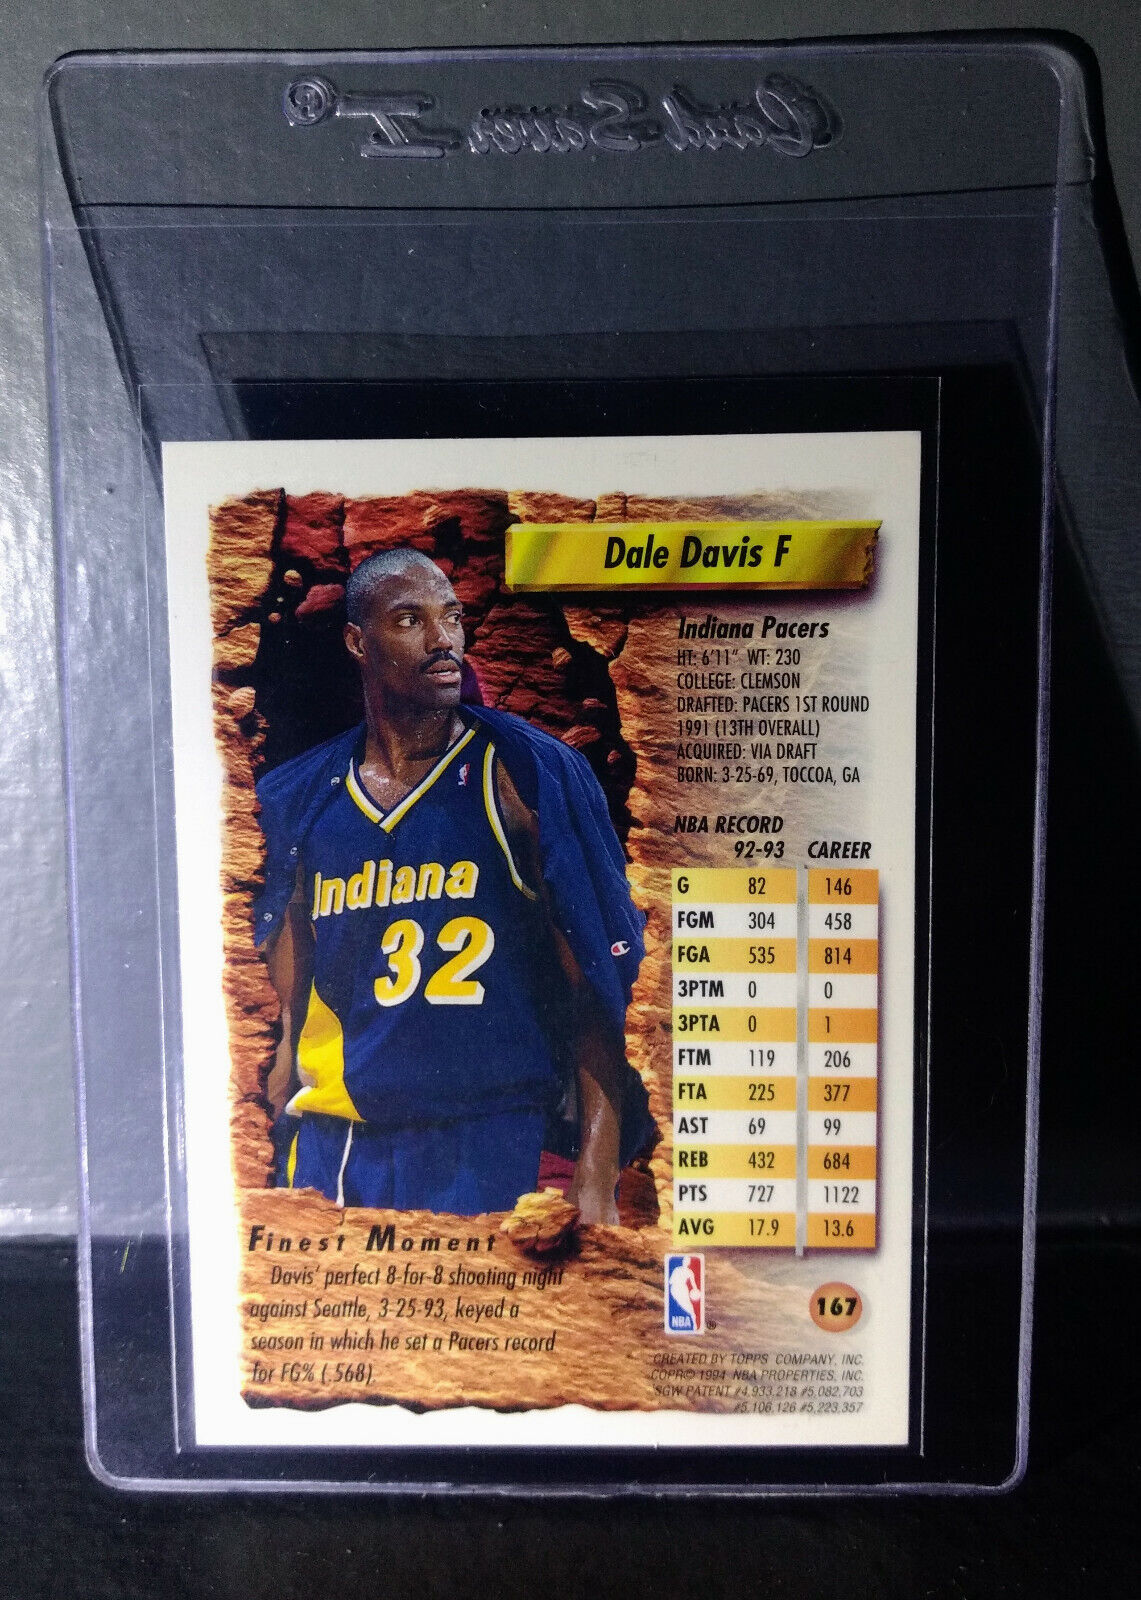 Card Saver I®
Dale Davis F
Indiana Pacers
HT: 6'11" WT: 230
COLLEGE: CLEMSON
DRAFTED: PACERS 1ST ROUND
1991 (13TH OVERALL)
ACQUIRED: VIA DRAFT
BORN: 3-25-69, TOCCOA, GA
NBA RECORD
92-93 CAREER
G 82 146
FGM 304 458
FGA 535 814
3PTM 0 0
3PTA 0 1
FTM 119 206
FTA 225 377
AST 69 99
REB 432 684
PTS 727 1122
AVG 17.9 13.6
Indiana
32
Finest Moment
Davis' perfect 8-for-8 shooting night
against Seattle, 3-25-93, keyed a
season in which he set a Pacers record
for FG% (.568).
NBA ®
167
CREATED BY TOPPS COMPANY, INC.
COPR© 1994 NBA PROPERTIES, INC.
SGW PATENT #4,933,218 #5,082,703
#5,106,126 #5,223,357